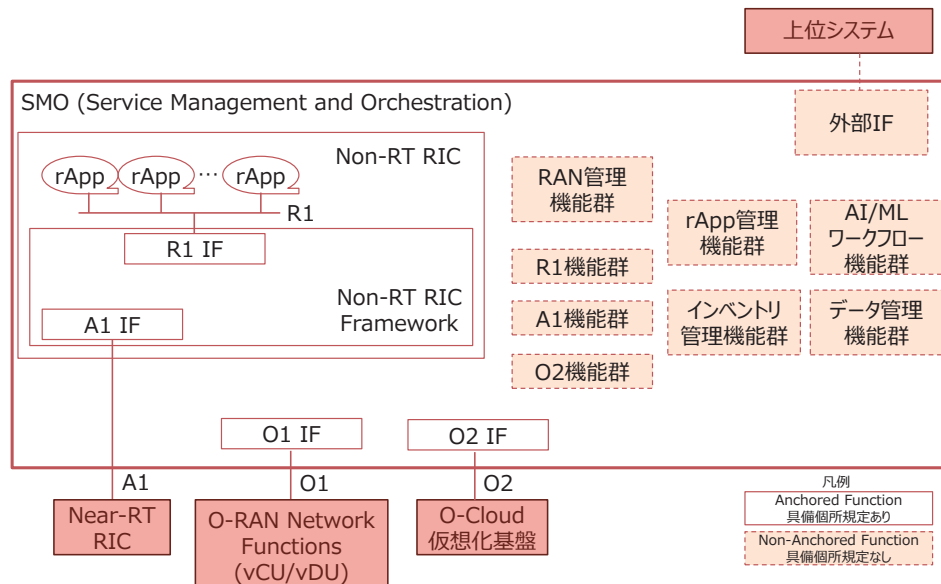 上位システム
SMO (Service Management and Orchestration)
外部IF
Non-RT RIC
rApp
rApp
…
rApp
R1
R1 IF
Non-RT RIC
Framework
A1 IF
RAN管理
機能群
R1機能群
A1機能群
O2機能群
rApp管理
機能群
インベントリ
管理機能群
AI/ML
ワークフロー
機能群
データ管理
機能群
O1 IF
O2 IF
A1
O1
O2
Near-RT
RIC
O-RAN Network
Functions
(vCU/vDU)
O-Cloud
仮想化基盤
凡例
Anchored Function
具備個所規定あり
Non-Anchored Function
具備個所規定なし